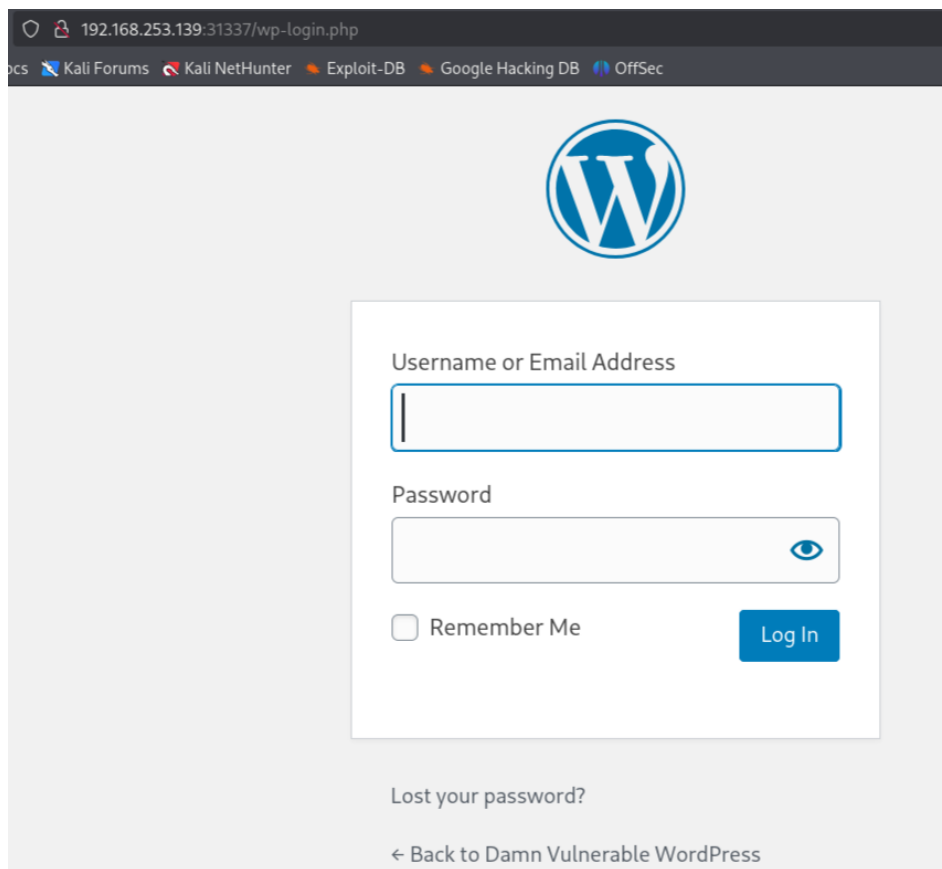 192.168.253.139:31337/wp-login.php
ocs Kali Forums Kali NetHunter Exploit-DB Google Hacking DB OffSec
Username or Email Address
Password
Remember Me
Log In
Lost your password?
← Back to Damn Vulnerable WordPress